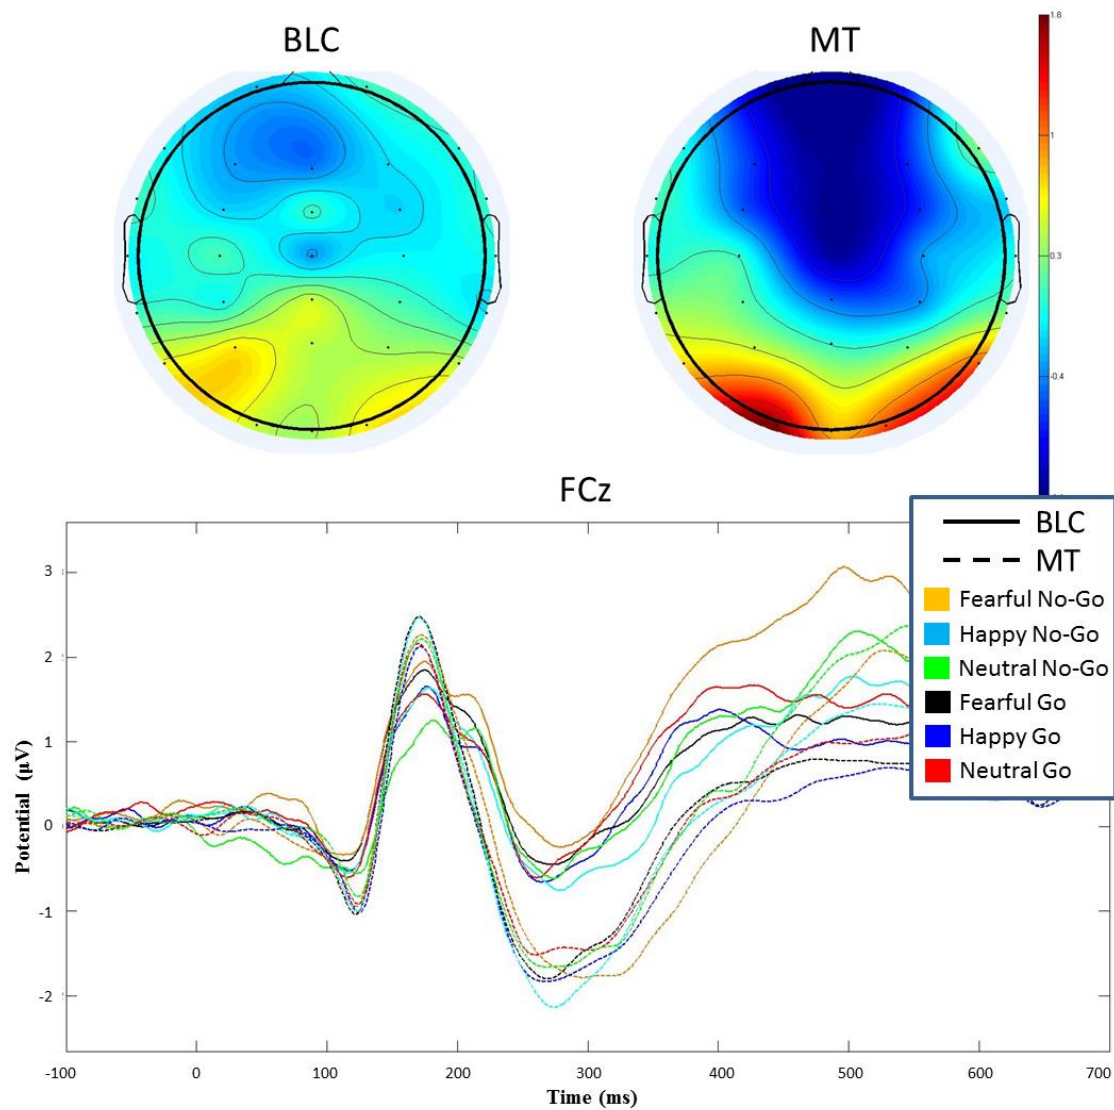 BLC
MT
1.8
1
0.3
-0.4
FCz
BLC
MT
Fearful No-Go
Happy No-Go
Neutral No-Go
Fearful Go
Happy Go
Neutral Go
3
2
1
0
-1
-2
Potential (µV)
-100 0 100 200 300 400 500 600 700
Time (ms)